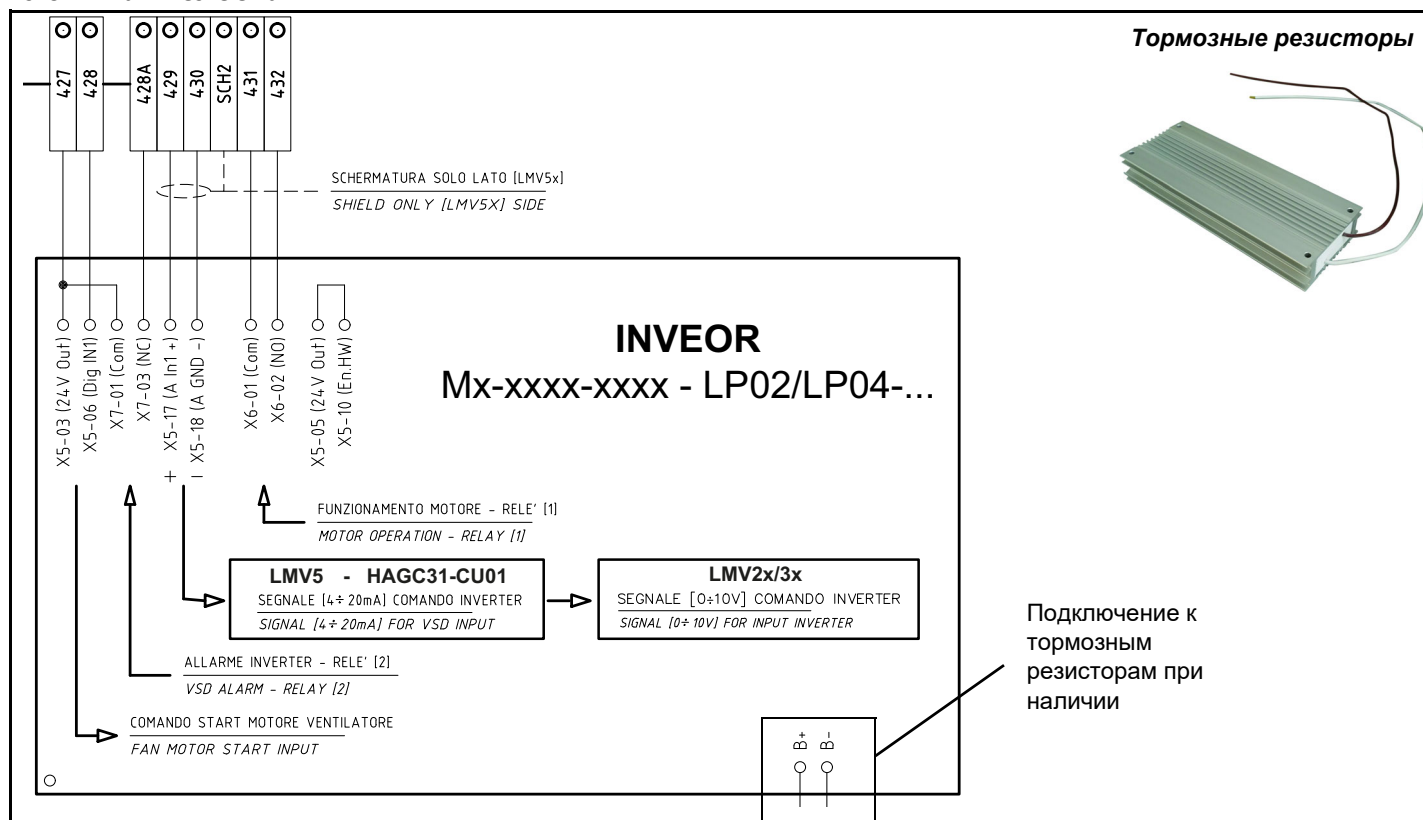 Тормозные резисторы
427
428
428A
429
430
SCH2
431
432
SCHERMATURA SOLO LATO [LMV5x]
SHIELD ONLY [LMV5X] SIDE
X5-03 (24V Out)
X5-06 (Dig IN1)
X7-01 (Com)
X7-03 (NC)
+ X5-17 (A In1 +)
− X5-18 (A GND -)
X6-01 (Com)
X6-02 (NO)
X5-05 (24V Out)
X5-10 (En.HW)
INVEOR
Mx-xxxx-xxxx - LP02/LP04-...
FUNZIONAMENTO MOTORE - RELE' [1]
MOTOR OPERATION - RELAY [1]
LMV5 - HAGC31-CU01
SEGNALE [4÷20mA] COMANDO INVERTER
SIGNAL [4÷20mA] FOR VSD INPUT
LMV2x/3x
SEGNALE [0÷10V] COMANDO INVERTER
SIGNAL [0÷10V] FOR INPUT INVERTER
ALLARME INVERTER - RELE' [2]
VSD ALARM - RELAY [2]
COMANDO START MOTORE VENTILATORE
FAN MOTOR START INPUT
B+
B-
Подключение к
тормозным
резисторам при
наличии